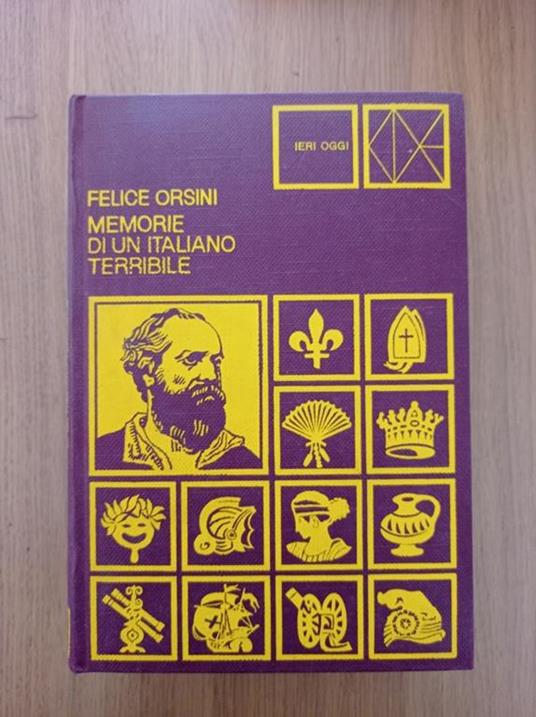 IERI OGGI
FELICE ORSINI
MEMORIE
DI UN ITALIANO
TERRIBILE